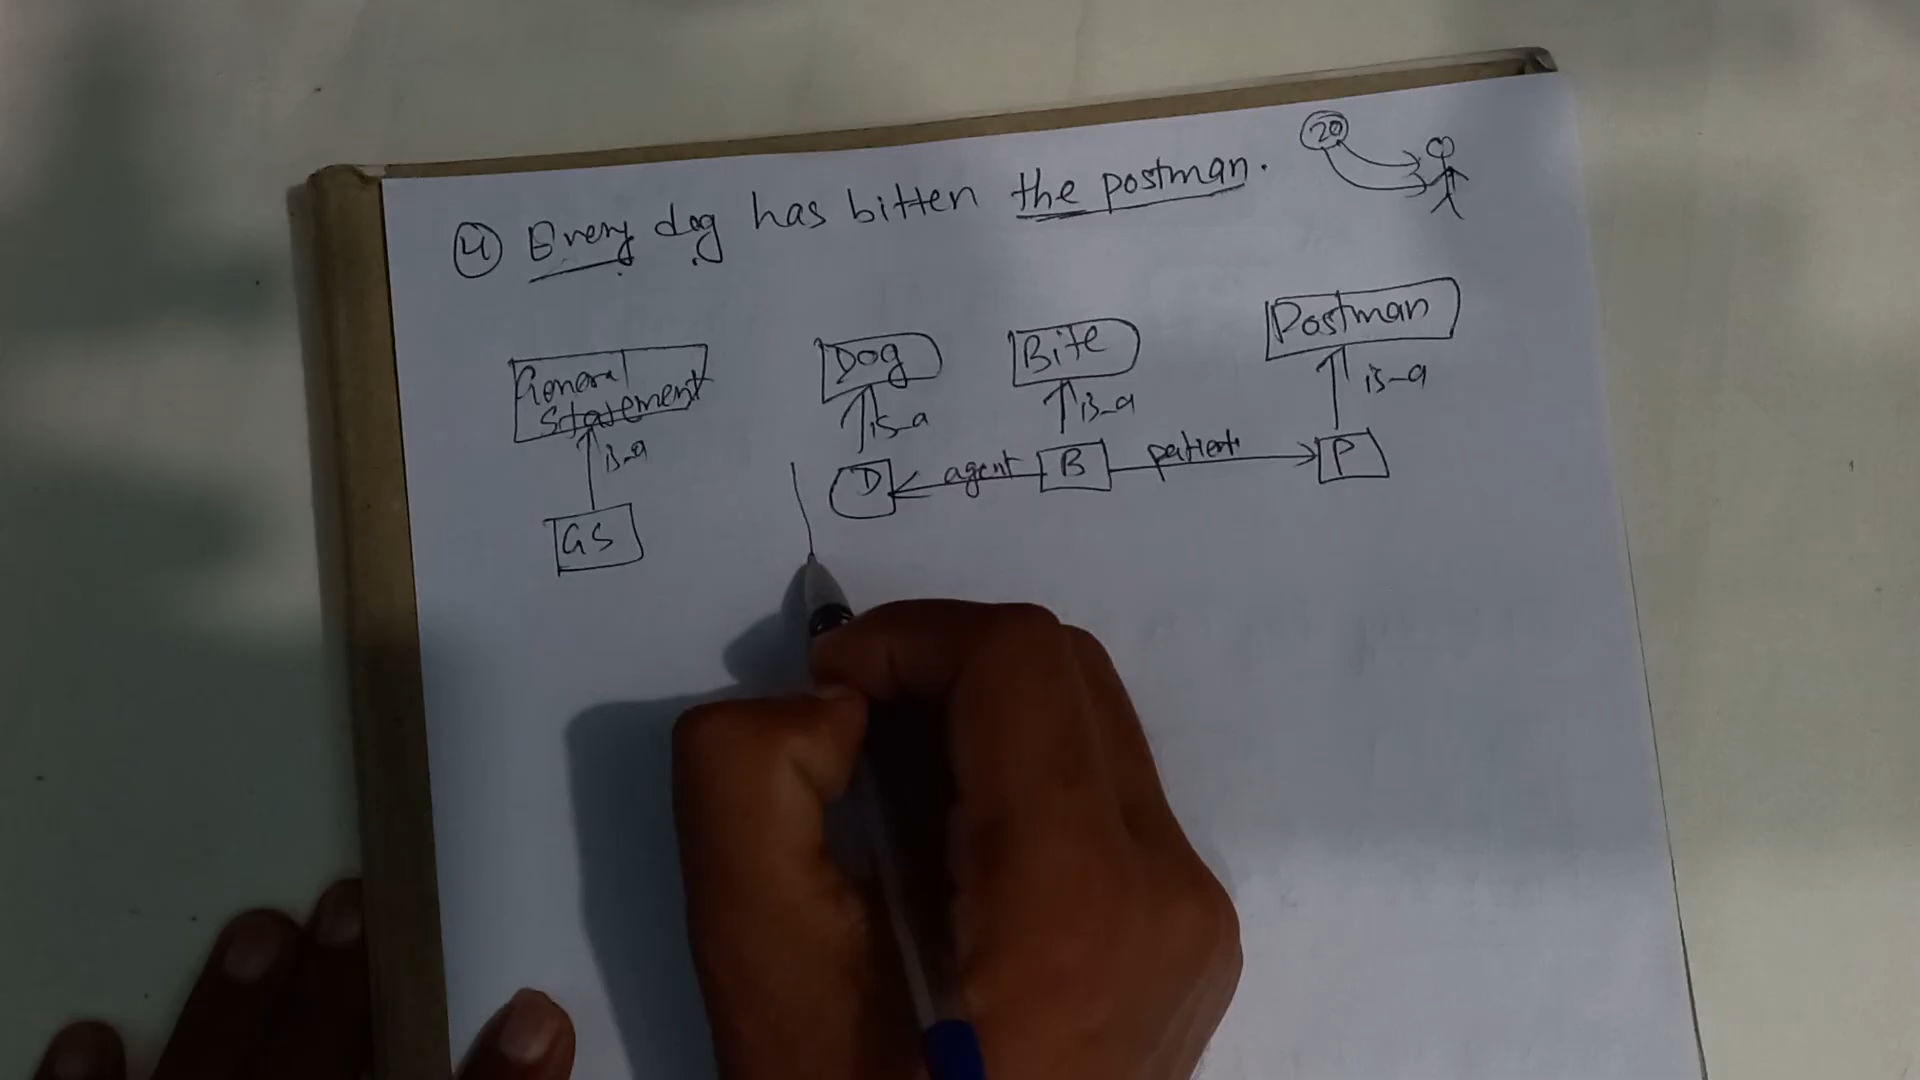 ④ Every dog has bitten the postman.
20
General Statement
Dog
Bite
Postman
is-a
is-a
is-a
is-a
GS
D
agent
B
patient
P